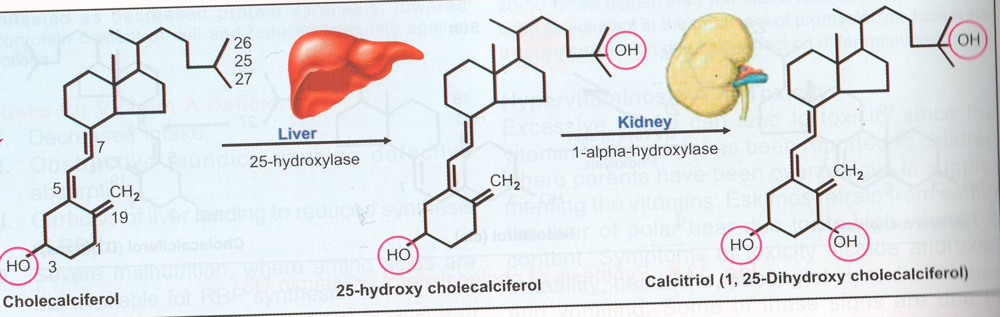 26
25
27
7
5
CH₂
19
1
HO
3
Cholecalciferol
Liver
25-hydroxylase
OH
CH₂
HO
25-hydroxy cholecalciferol
Kidney
1-alpha-hydroxylase
OH
CH₂
HO
OH
Calcitriol (1, 25-Dihydroxy cholecalciferol)